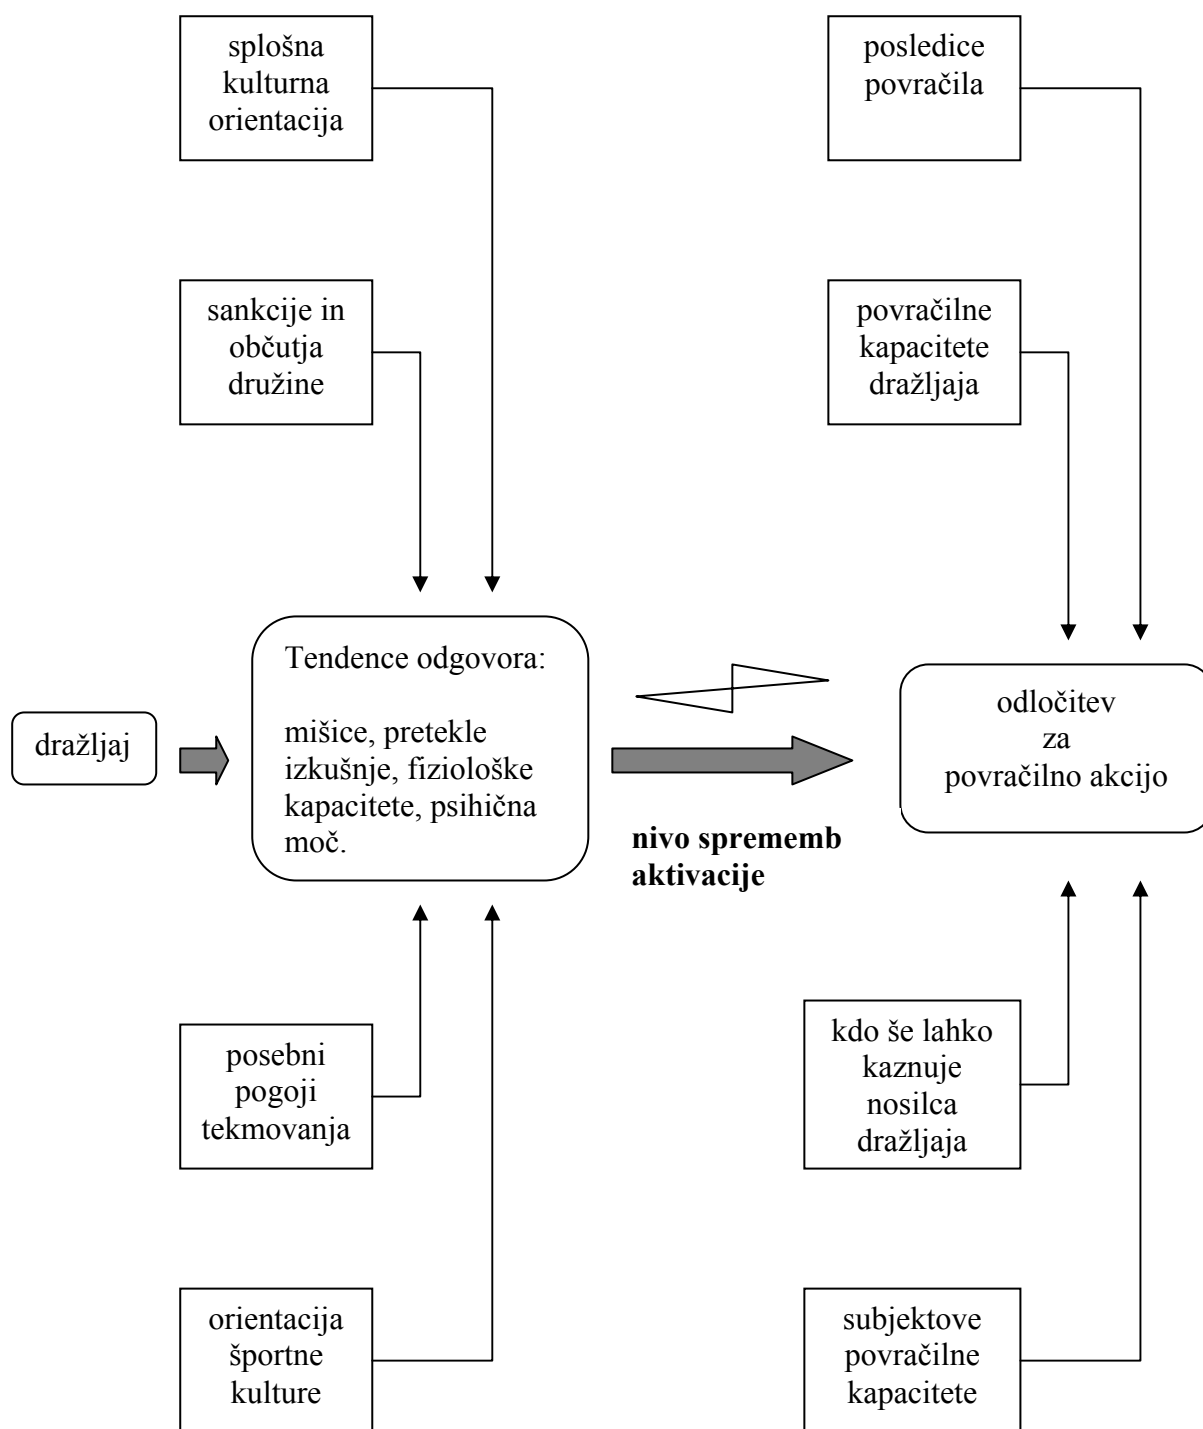 splošna
kulturna
orientacija
posledice
povračila
sankcije in
občutja
družine
povračilne
kapacitete
dražljaja
dražljaj
Tendence odgovora:
mišice, pretekle
izkušnje, fiziološke
kapacitete, psihična
moč.
nivo sprememb
aktivacije
odločitev
za
povračilno akcijo
posebni
pogoji
tekmovanja
kdo še lahko
kaznuje
nosilca
dražljaja
orientacija
športne
kulture
subjektove
povračilne
kapacitete